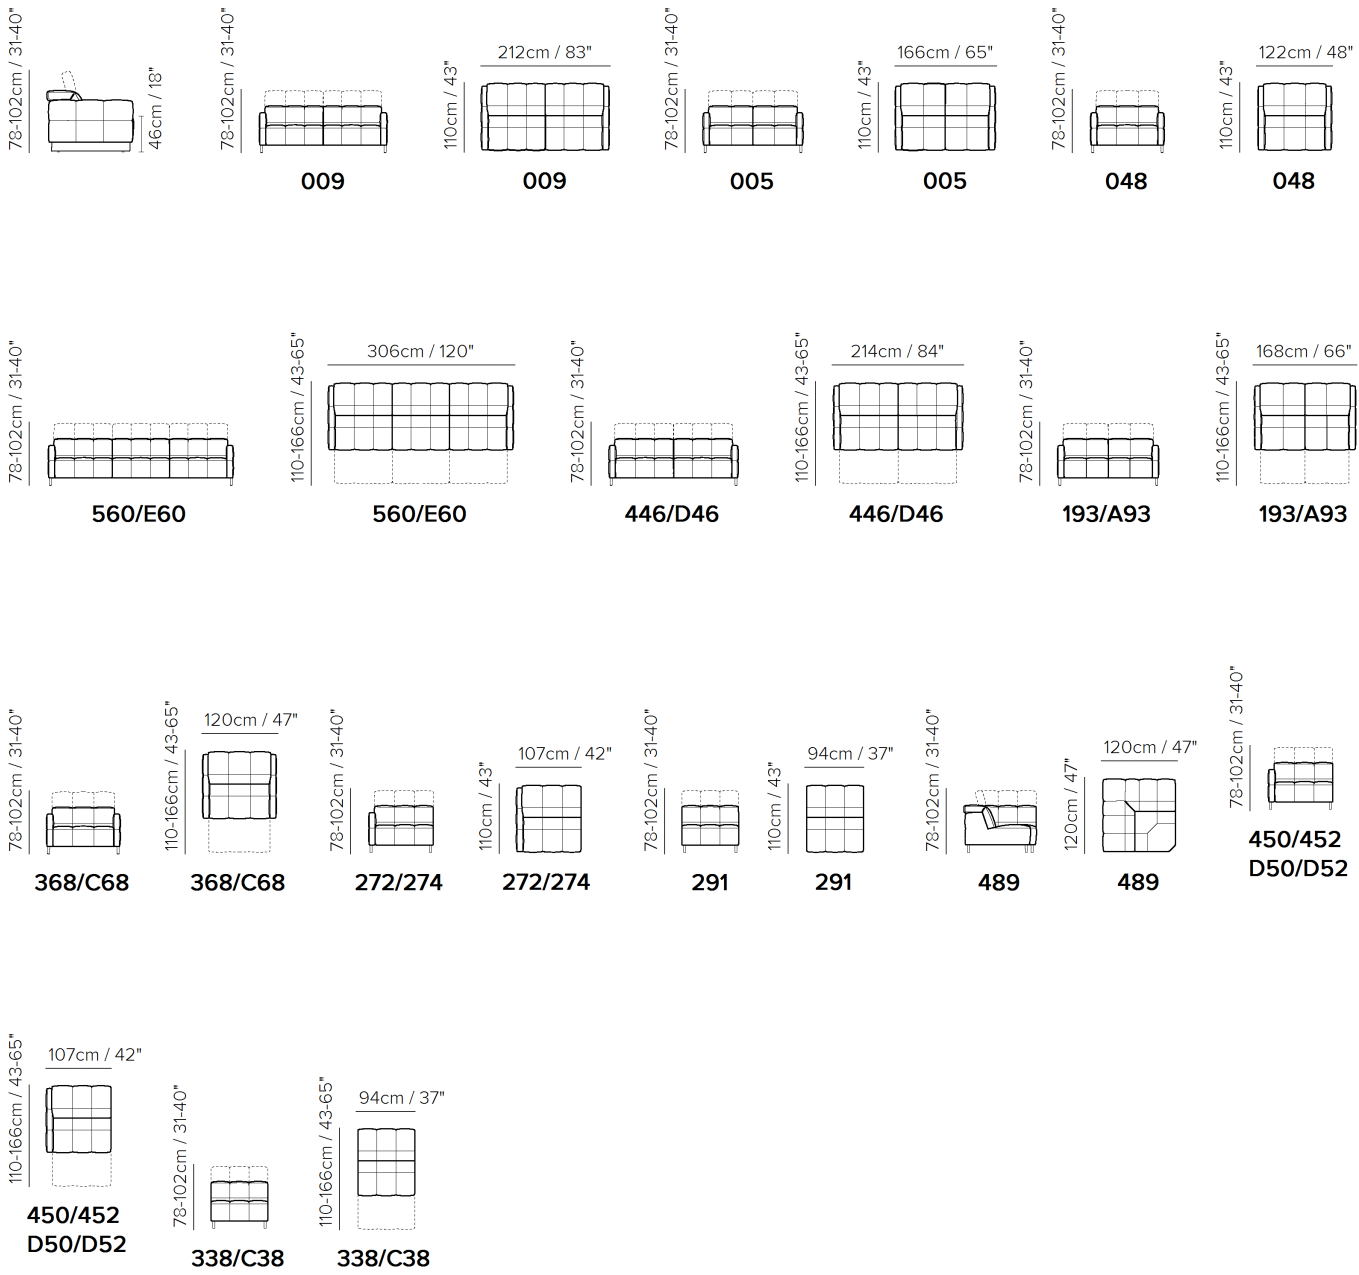 78-102cm / 31-40"
46cm / 18"
78-102cm / 31-40"
009
110cm / 43"
212cm / 83"
009
78-102cm / 31-40"
005
110cm / 43"
166cm / 65"
005
78-102cm / 31-40"
048
110cm / 43"
122cm / 48"
048
78-102cm / 31-40"
560/E60
110-166cm / 43-65"
306cm / 120"
560/E60
78-102cm / 31-40"
446/D46
110-166cm / 43-65"
214cm / 84"
446/D46
78-102cm / 31-40"
193/A93
110-166cm / 43-65"
168cm / 66"
193/A93
78-102cm / 31-40"
368/C68
110-166cm / 43-65"
120cm / 47"
368/C68
78-102cm / 31-40"
272/274
110cm / 43"
107cm / 42"
272/274
78-102cm / 31-40"
291
110cm / 43"
94cm / 37"
291
78-102cm / 31-40"
489
120cm / 47"
120cm / 47"
489
78-102cm / 31-40"
450/452
D50/D52
110-166cm / 43-65"
107cm / 42"
450/452
D50/D52
78-102cm / 31-40"
338/C38
110-166cm / 43-65"
94cm / 37"
338/C38